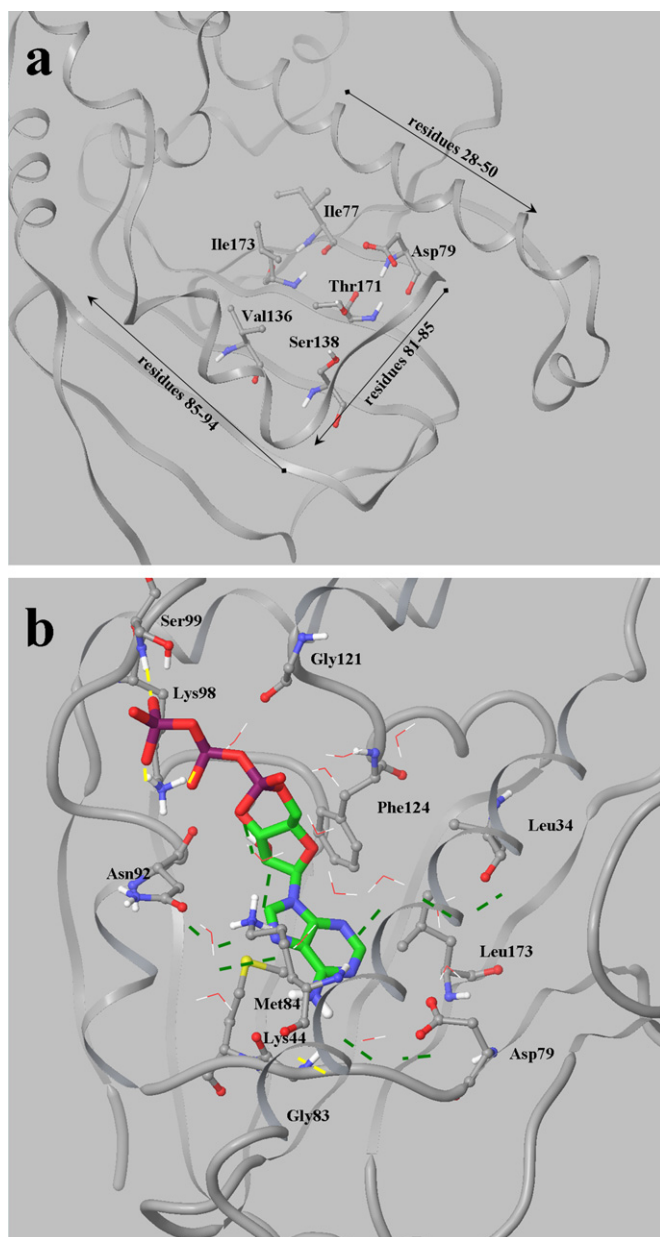 a
residues 28-50
Ile77
Ile173
Asp79
Thr171
Val136
Ser138
residues 85-94
residues 81-85
b
Ser99
Gly121
Lys98
Phe124
Leu34
Asn92
Leu173
Met84
Lys44
Asp79
Gly83